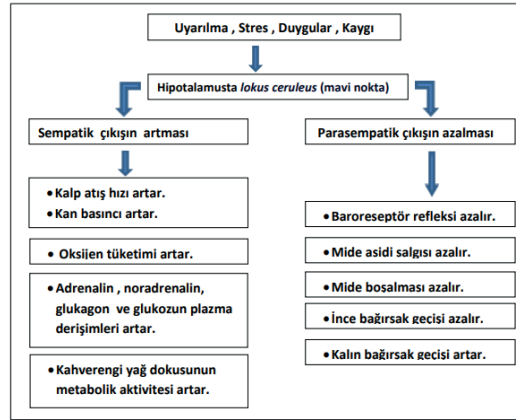 Uyarılma , Stres , Duygular , Kaygı
Hipotalamusta lokus ceruleus (mavi nokta)
Sempatik çıkışın artması
• Kalp atış hızı artar.
• Kan basıncı artar.
• Oksijen tüketimi artar.
• Adrenalin , noradrenalin,
glukagon ve glukozun plazma
derişimleri artar.
• Kahverengi yağ dokusunun
metabolik aktivitesi artar.
Parasempatik çıkışın azalması
• Baroreseptör refleksi azalır.
• Mide asidi salgısı azalır.
• Mide boşalması azalır.
• İnce bağırsak geçişi azalır.
• Kalın bağırsak geçişi artar.